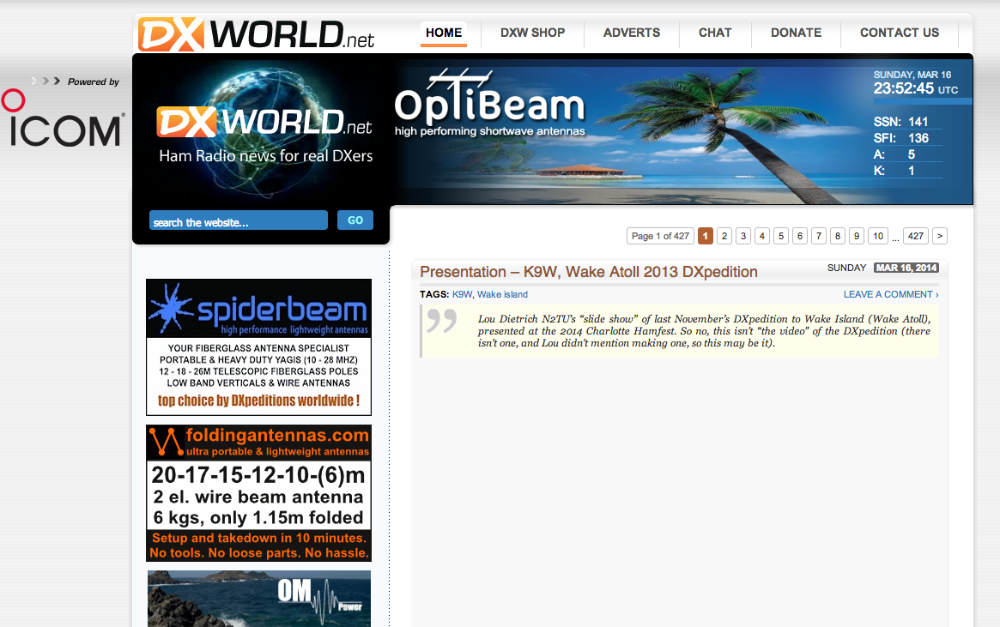 DXWORLD.net
HOME
DXW SHOP
ADVERTS
CHAT
DONATE
CONTACT US
Powered by
ICOM®
DXWORLD.net
Ham Radio news for real DXers
OpTiBeam
high performing shortwave antennas
SUNDAY, MAR 16
23:52:45 UTC
SSN: 141
SFI: 136
A: 5
K: 1
search the website...
GO
Page 1 of 427 1 2 3 4 5 6 7 8 9 10 ... 427 >
Presentation – K9W, Wake Atoll 2013 DXpedition
SUNDAY MAR 16, 2014
TAGS: K9W, Wake island
LEAVE A COMMENT ›
Lou Dietrich N2TU’s “slide show” of last November’s DXpedition to Wake Island (Wake Atoll),
presented at the 2014 Charlotte Hamfest. So no, this isn’t “the video” of the DXpedition (there
isn’t one, and Lou didn’t mention making one, so this may be it).
spiderbeam
high performance lightweight antennas
YOUR FIBERGLASS ANTENNA SPECIALIST
PORTABLE & HEAVY DUTY YAGIS (10 - 28 MHZ)
12 - 18 - 26M TELESCOPIC FIBERGLASS POLES
LOW BAND VERTICALS & WIRE ANTENNAS
top choice by DXpeditions worldwide !
foldingantennas.com
ultra portable & lightweight antennas
20-17-15-12-10-(6)m
2 el. wire beam antenna
6 kgs, only 1.15m folded
Setup and takedown in 10 minutes.
No tools. No loose parts. No hassle.
OM
Power